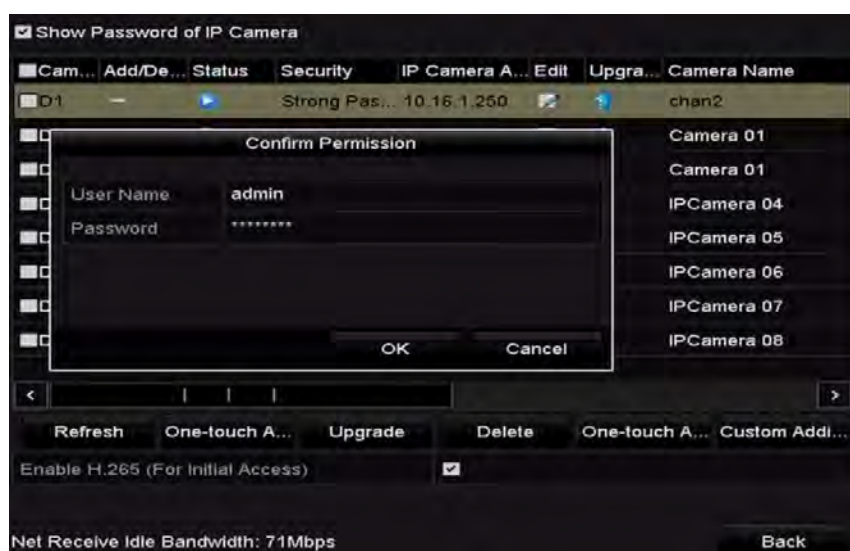 Show Password of IP Camera
Cam... Add/De... Status Security IP Camera A... Edit Upgra... Camera Name
D1 — Strong Pas... 10.16.1.250 chan2
D Camera 01
D Camera 01
D IPCamera 04
D IPCamera 05
D IPCamera 06
D IPCamera 07
D IPCamera 08
Confirm Permission
User Name admin
Password ********
OK Cancel
< >
Refresh One-touch A... Upgrade Delete One-touch A... Custom Addi...
Enable H.265 (For Initial Access)
Net Receive Idle Bandwidth: 71Mbps Back